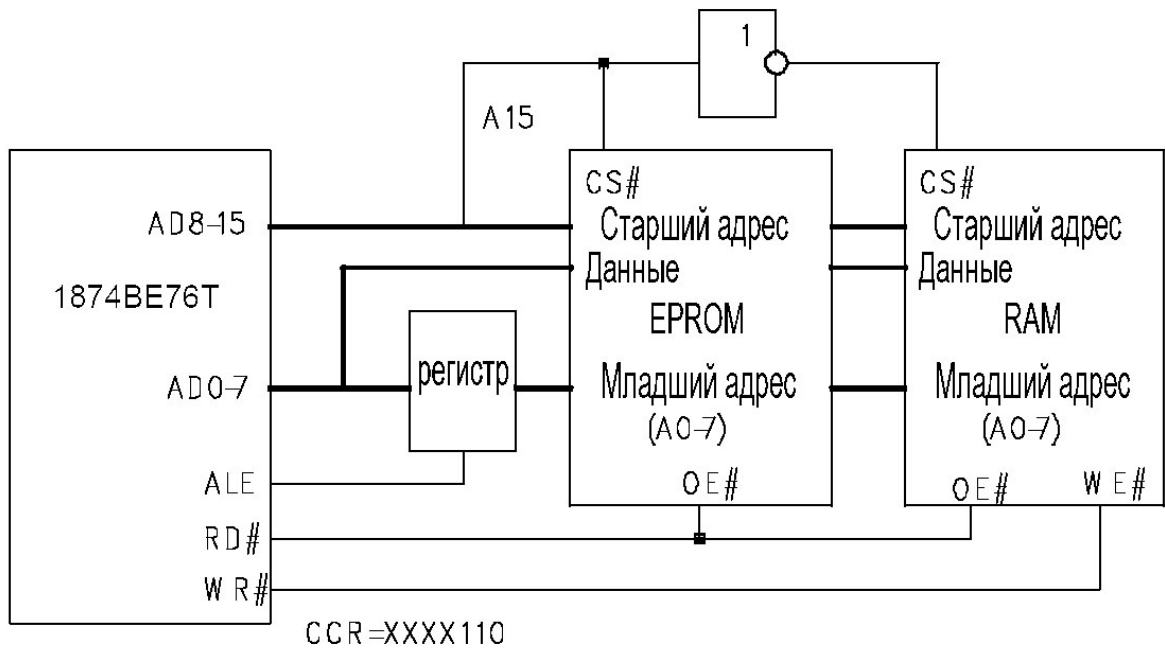 1
A15
CS#
CS#
AD8-15
Старший адрес
Старший адрес
Данные
Данные
1874ВЕ76Т
EPROM
RAM
регистр
AD0-7
Младший адрес
(A0-7)
Младший адрес
(A0-7)
ALE
OE#
OE#
WE#
RD#
WR#
CCR=XXXX110